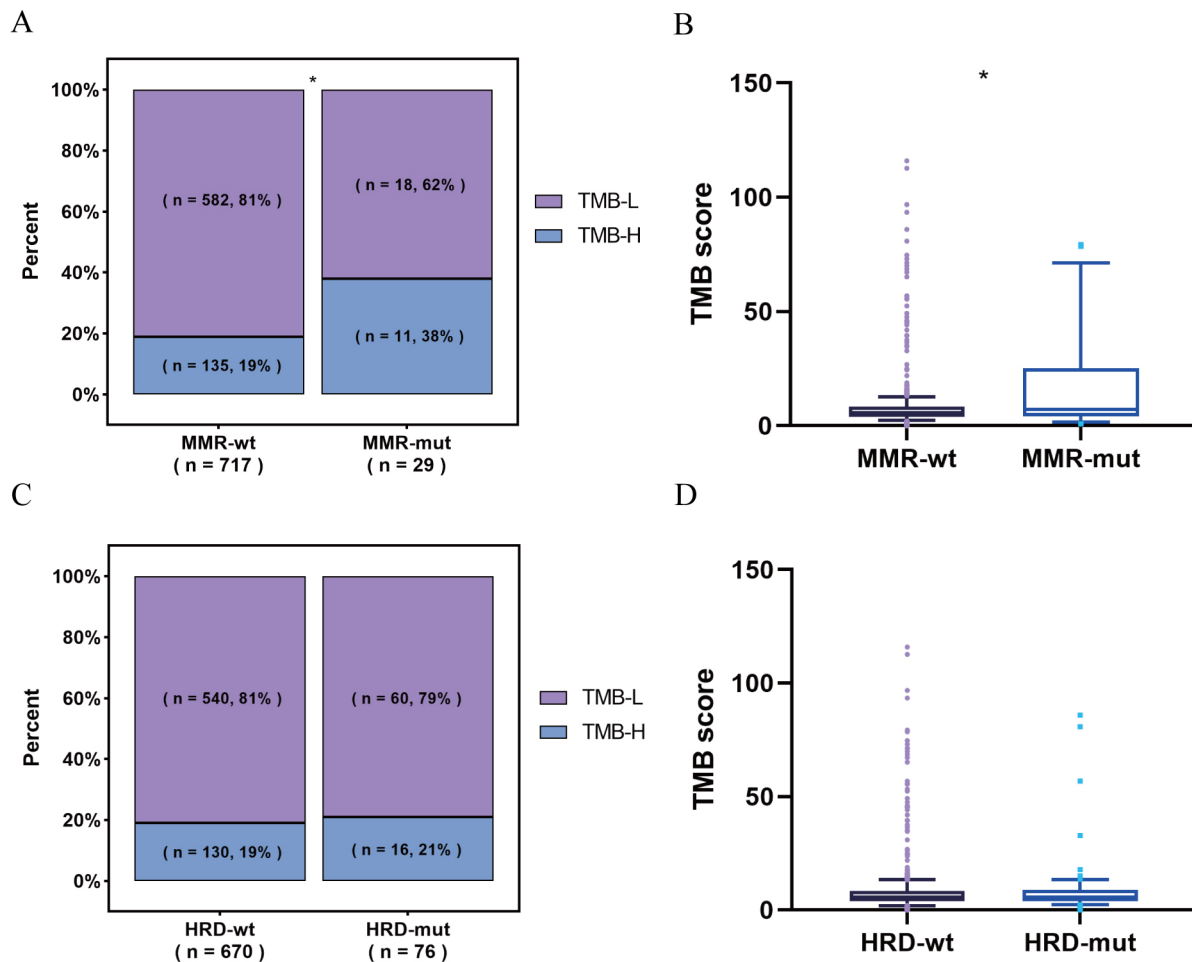 A
*
100%
80%
60%
40%
20%
0%
Percent
( n = 582, 81% )
( n = 135, 19% )
( n = 18, 62% )
( n = 11, 38% )
MMR-wt
( n = 717 )
MMR-mut
( n = 29 )
TMB-L
TMB-H
B
*
150
100
50
0
TMB score
MMR-wt
MMR-mut
C
100%
80%
60%
40%
20%
0%
Percent
( n = 540, 81% )
( n = 130, 19% )
( n = 60, 79% )
( n = 16, 21% )
HRD-wt
( n = 670 )
HRD-mut
( n = 76 )
TMB-L
TMB-H
D
150
100
50
0
TMB score
HRD-wt
HRD-mut